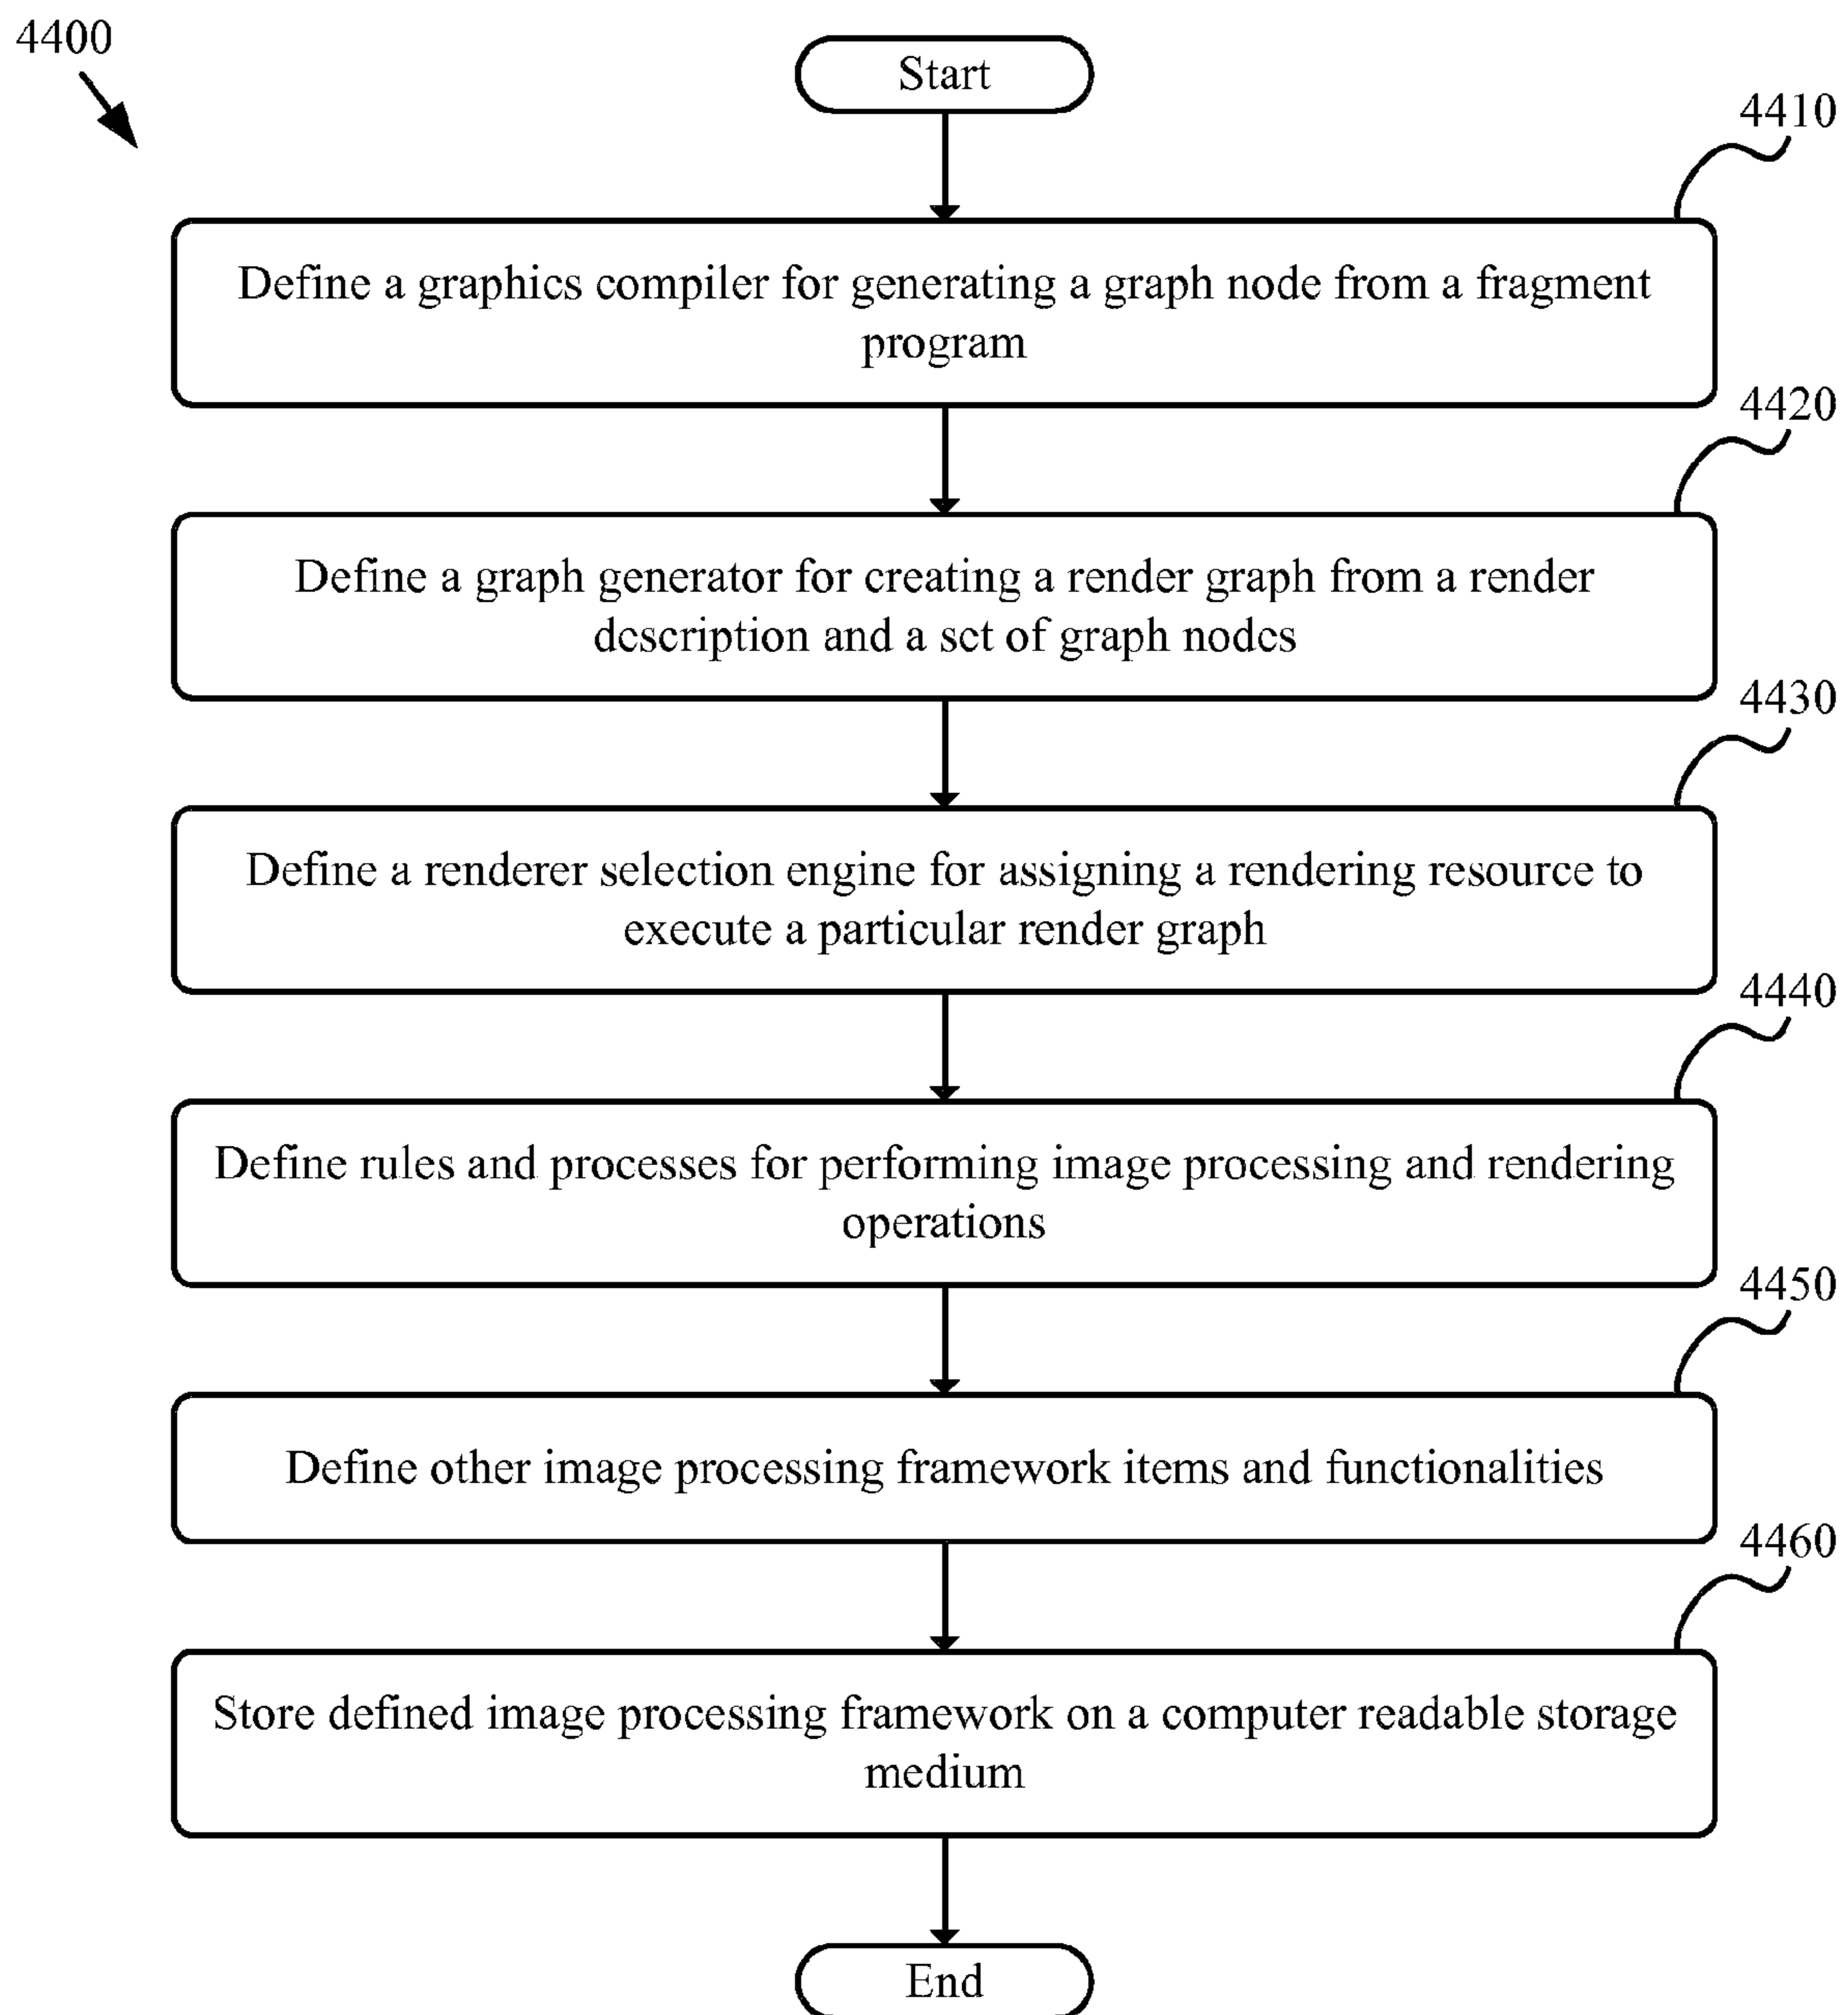 4400
Start
4410
Define a graphics compiler for generating a graph node from a fragment
program
4420
Define a graph generator for creating a render graph from a render
description and a set of graph nodes
4430
Define a renderer selection engine for assigning a rendering resource to
execute a particular render graph
4440
Define rules and processes for performing image processing and rendering
operations
4450
Define other image processing framework items and functionalities
4460
Store defined image processing framework on a computer readable storage
medium
End